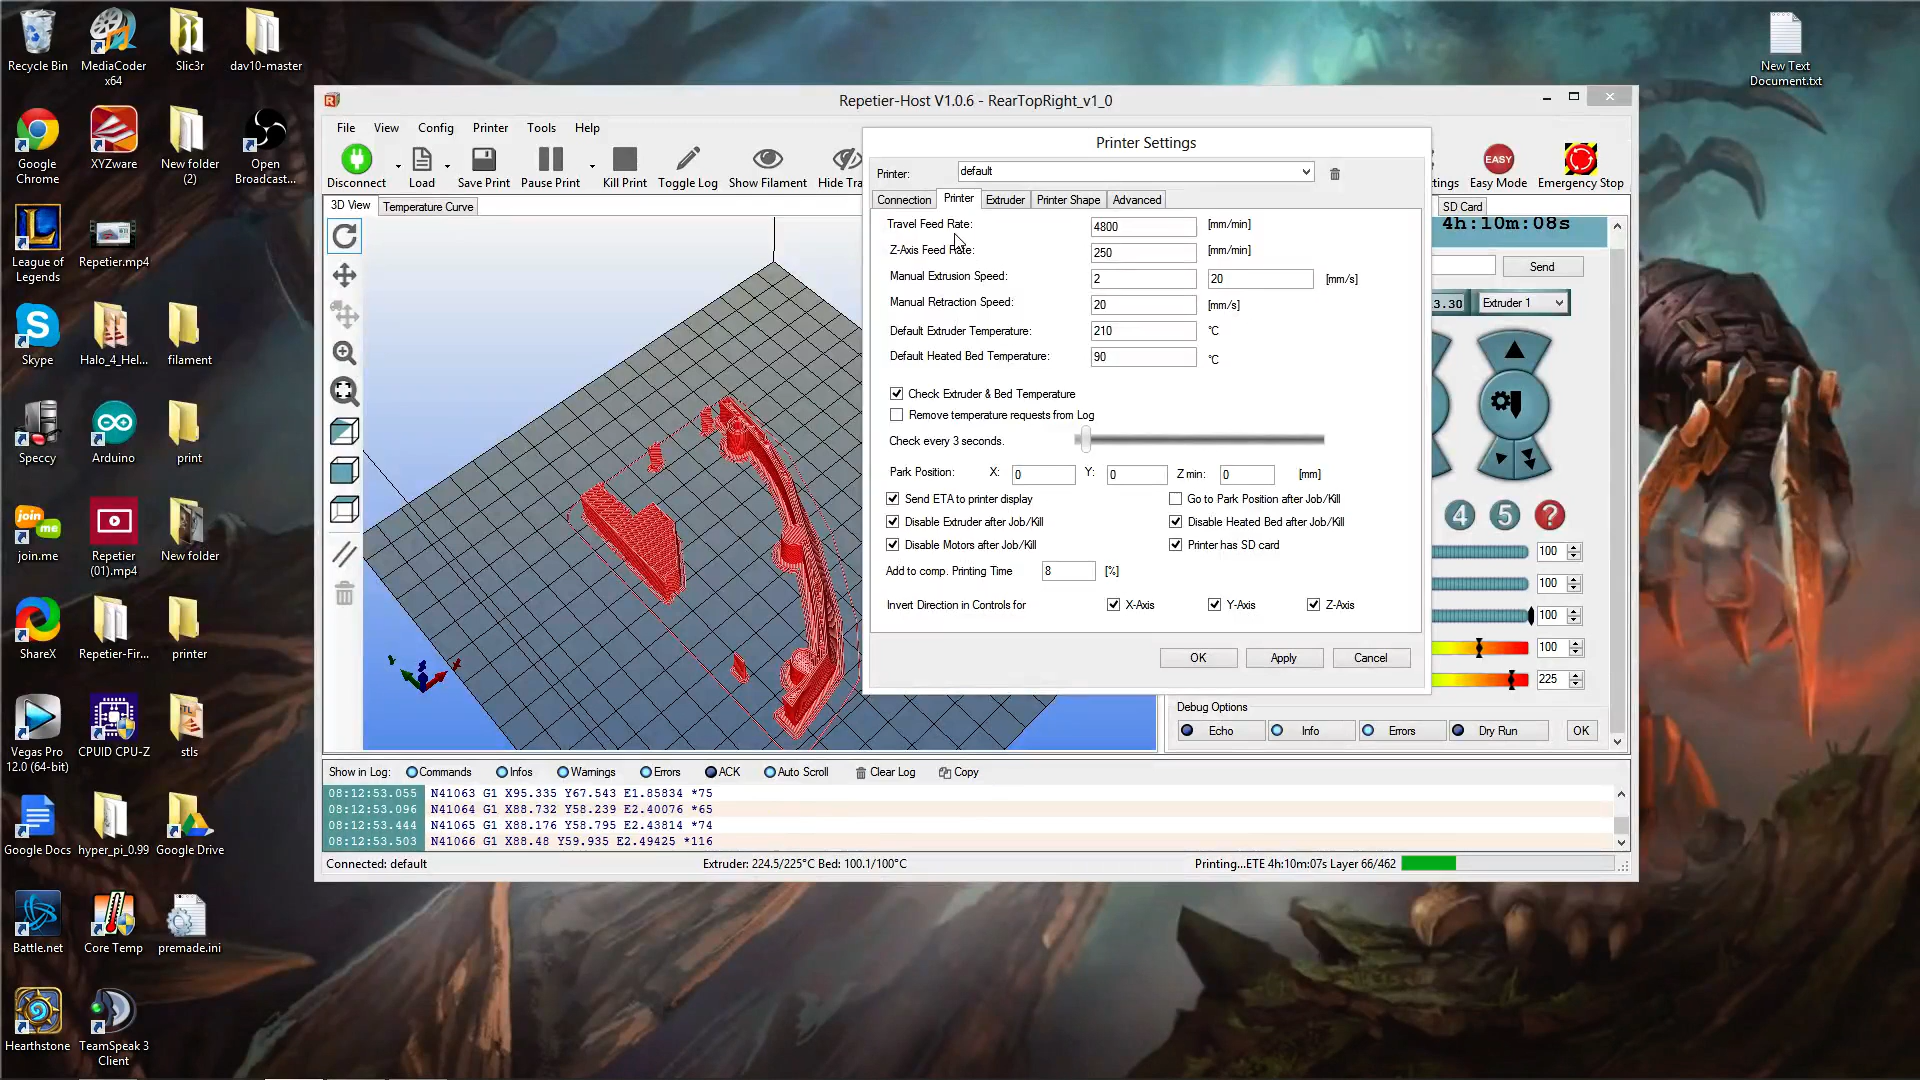 Recycle Bin
MediaCoder x64
Slic3r
dav10-master
New Text Document.txt
Google Chrome
XYZware
New folder (2)
Open Broadcast...
League of Legends
Repetier.mp4
Skype
Halo_4_Hel...
filament
Speccy
Arduino
print
join.me
Repetier (01).mp4
New folder
ShareX
Repetier-Fir...
printer
Vegas Pro 12.0 (64-bit)
CPUID CPU-Z
stls
Google Docs
hyper_pi_0.99
Google Drive
Battle.net
Core Temp
premade.ini
Hearthstone
TeamSpeak 3 Client
Repetier-Host V1.0.6 - RearTopRight_v1_0
File View Config Printer Tools Help
Disconnect Load Save Print Pause Print Kill Print Toggle Log Show Filament Hide Tra
ttings Easy Mode Emergency Stop
EASY
3D View Temperature Curve
SD Card
4h:10m:08s
Send
3.30 Extruder 1
4 5 ?
100
100
100
100
225
Debug Options
Echo Info Errors Dry Run OK
Printer Settings
Printer: default
Connection Printer Extruder Printer Shape Advanced
Travel Feed Rate: 4800 [mm/min]
Z-Axis Feed Rate: 250 [mm/min]
Manual Extrusion Speed: 2 20 [mm/s]
Manual Retraction Speed: 20 [mm/s]
Default Extruder Temperature: 210 °C
Default Heated Bed Temperature: 90 °C
Check Extruder & Bed Temperature
Remove temperature requests from Log
Check every 3 seconds.
Park Position: X: 0 Y: 0 Z min: 0 [mm]
Send ETA to printer display Go to Park Position after Job/Kill
Disable Extruder after Job/Kill Disable Heated Bed after Job/Kill
Disable Motors after Job/Kill Printer has SD card
Add to comp. Printing Time 8 [%]
Invert Direction in Controls for X-Axis Y-Axis Z-Axis
OK Apply Cancel
Show in Log: Commands Infos Warnings Errors ACK Auto Scroll Clear Log Copy
08:12:53.055 N41063 G1 X95.335 Y67.543 E1.85834 *75
08:12:53.096 N41064 G1 X88.732 Y58.239 E2.40076 *65
08:12:53.444 N41065 G1 X88.176 Y58.795 E2.43814 *74
08:12:53.503 N41066 G1 X88.48 Y59.935 E2.49425 *116
Connected: default Extruder: 224.5/225°C Bed: 100.1/100°C Printing...ETE 4h:10m:07s Layer 66/462